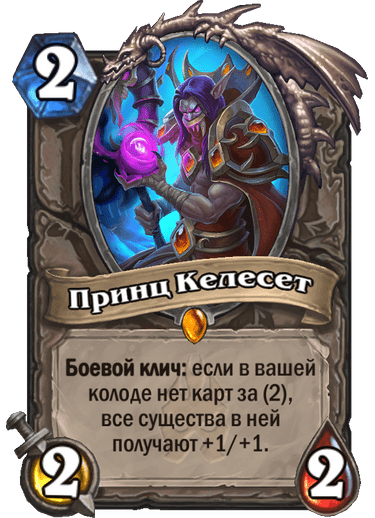 2
Принц Келесет
Боевой клич: если в вашей
колоде нет карт за (2),
все существа в ней
получают +1/+1.
2
2